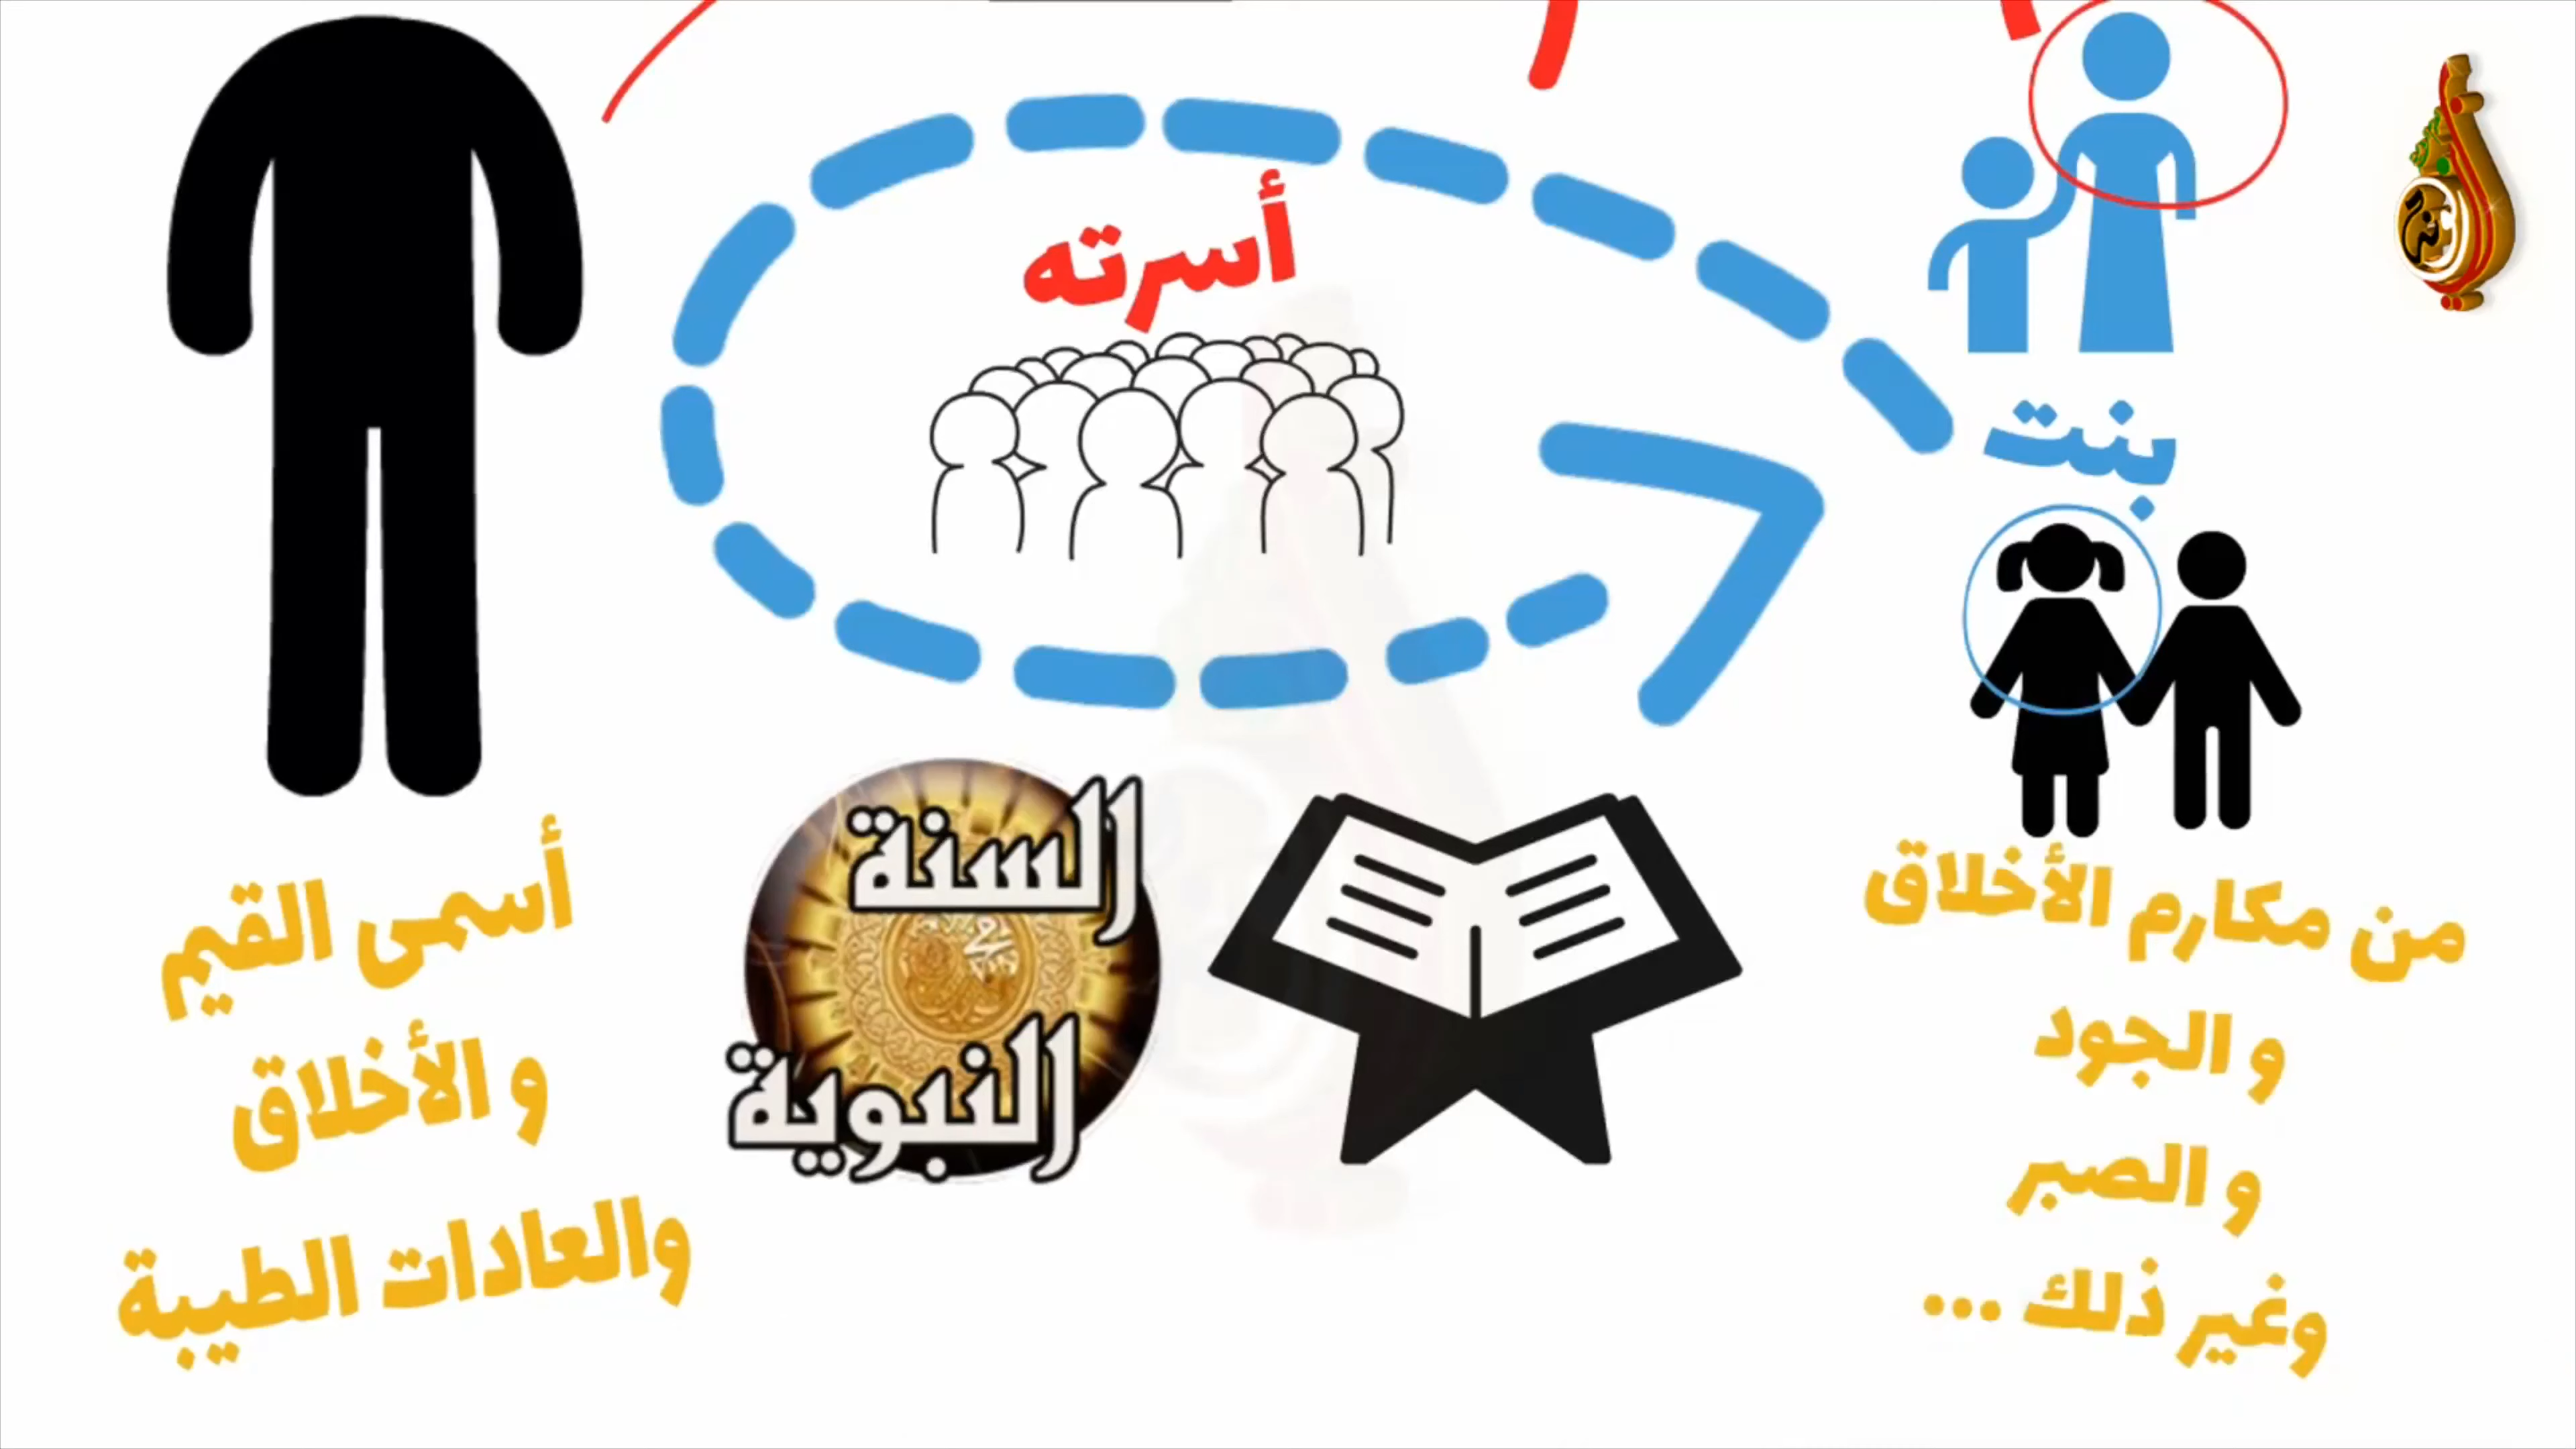 أسرته
بنت
من مكارم الأخلاق
و الجود
و الصبر
وغير ذلك ...
السنة
النبوية
أسمى القيم
و الأخلاق
والعادات الطيبة